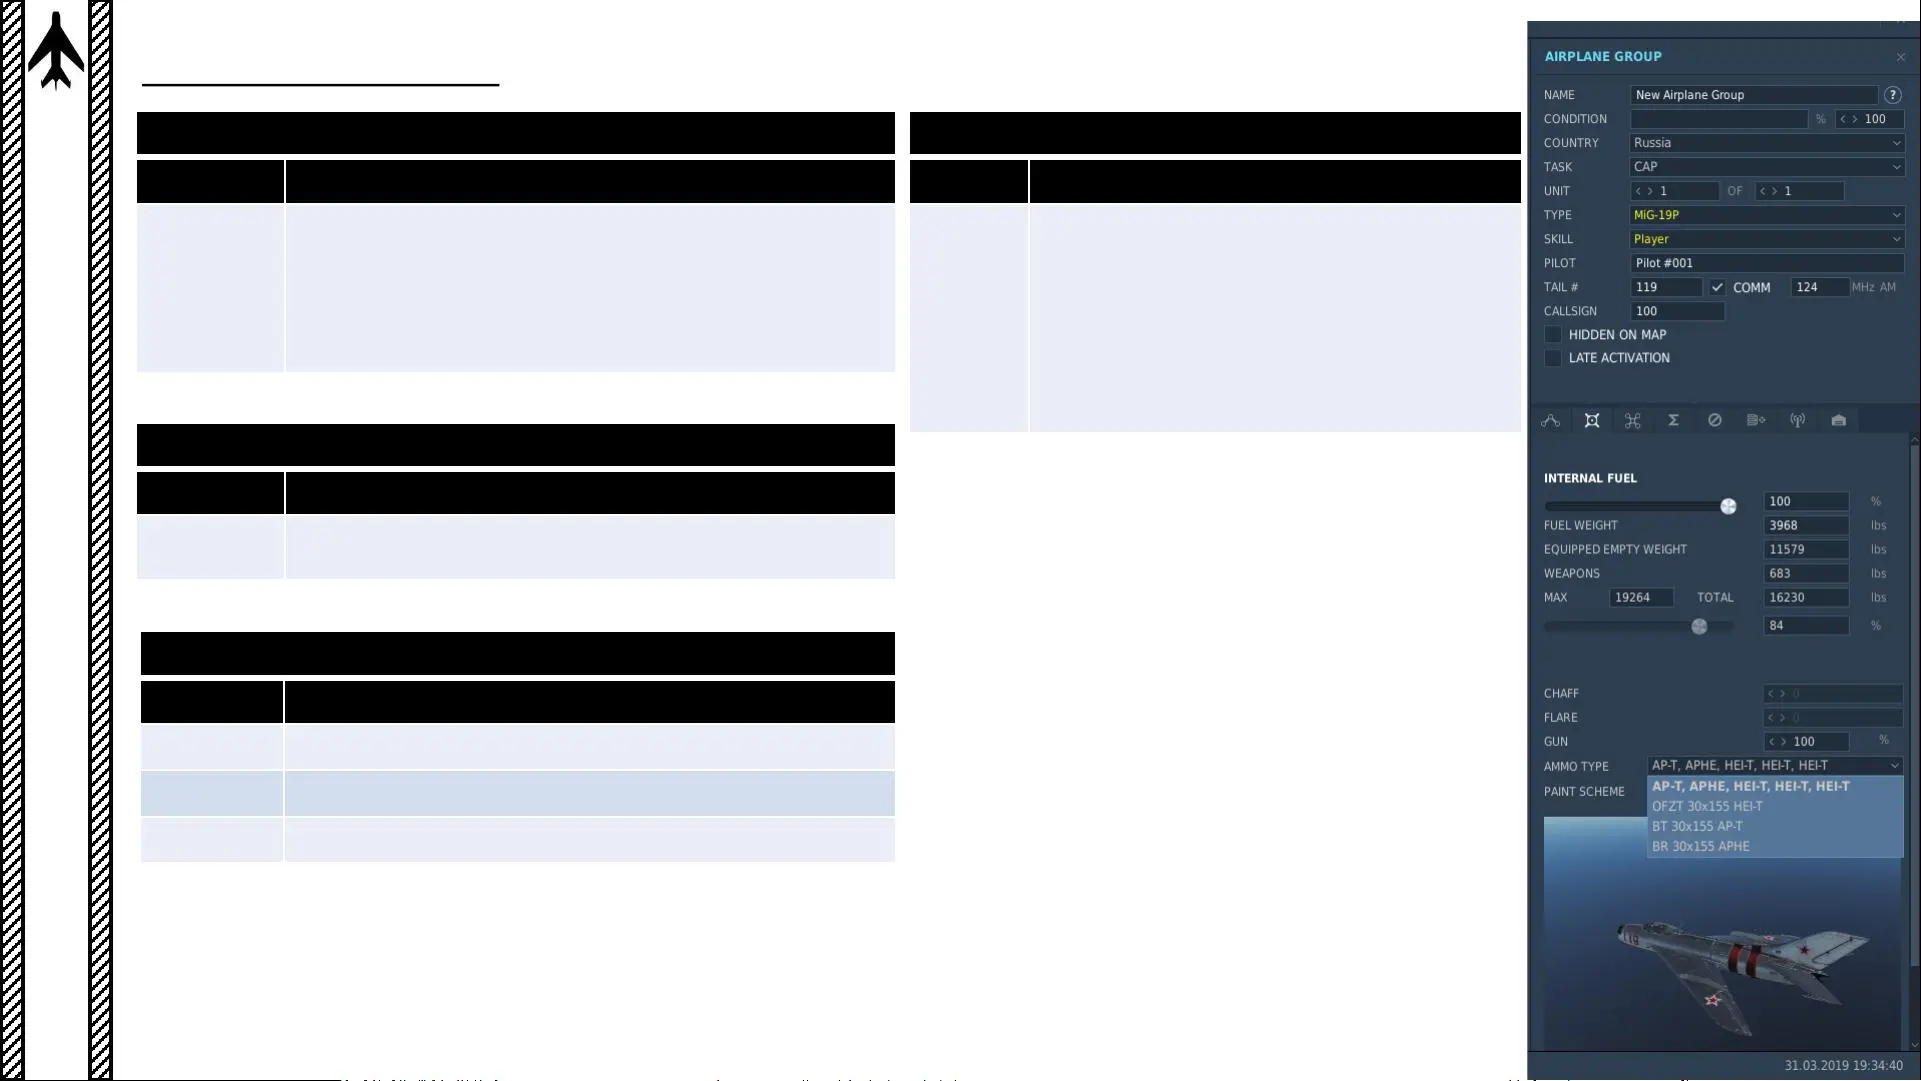 AIRPLANE GROUP
NAME New Airplane Group ?
CONDITION % < > 100
COUNTRY Russia
TASK CAP
UNIT < > 1 OF < > 1
TYPE MiG-19P
SKILL Player
PILOT Pilot #001
TAIL # 119 COMM 124 MHz AM
CALLSIGN 100
HIDDEN ON MAP
LATE ACTIVATION
INTERNAL FUEL
100 %
FUEL WEIGHT 3968 lbs
EQUIPPED EMPTY WEIGHT 11579 lbs
WEAPONS 683 lbs
MAX 19264 TOTAL 16230 lbs
84 %
CHAFF < > 0
FLARE < > 0
GUN < > 100 %
AMMO TYPE AP-T, APHE, HEI-T, HEI-T, HEI-T
AP-T, APHE, HEI-T, HEI-T, HEI-T
PAINT SCHEME
OFZT 30x155 HEI-T
BT 30x155 AP-T
BR 30x155 APHE
119
31.03.2019 19:34:40